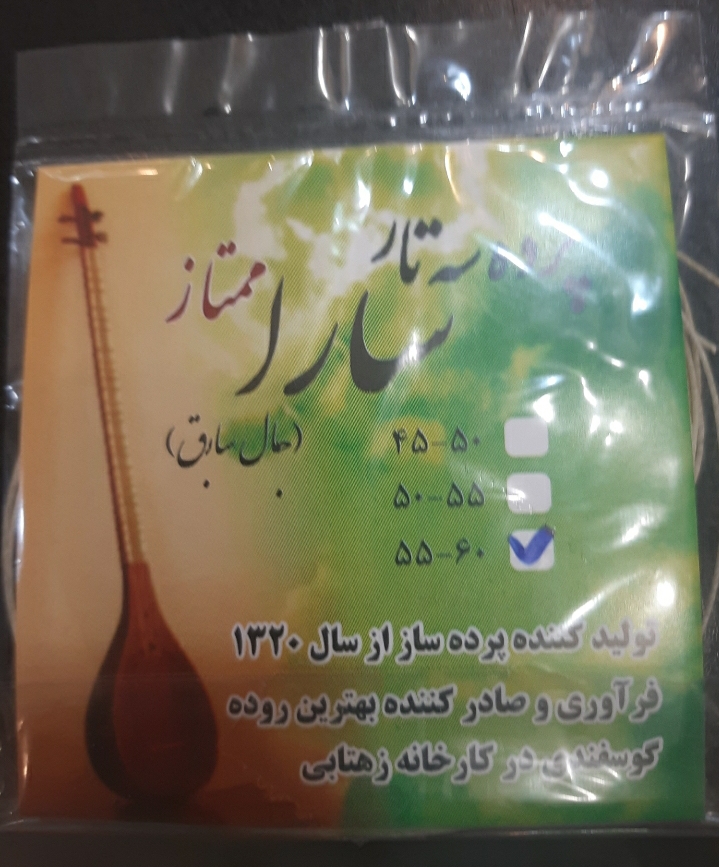 پرده سه تار
سارا ممتاز
۴۵-۵۰ (جمال سابق)
۵۰-۵۵
۵۵-۶۰
تولید کننده پرده ساز از سال ۱۳۲۰
فرآوری و صادر کننده بهترین روده
گوسفندی در کارخانه زهتابی